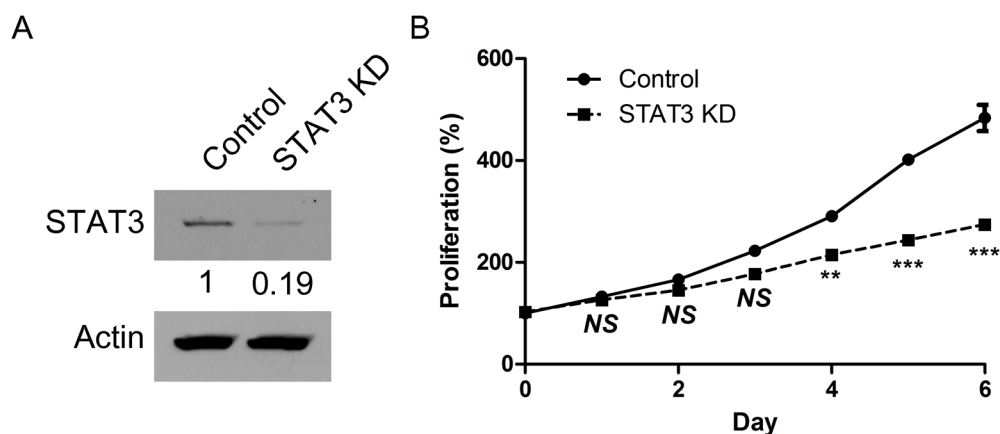 A
Control
STAT3 KD
STAT3
1 0.19
Actin
B
600
400
200
0
Proliferation (%)
Control
STAT3 KD
NS
NS
NS
**
***
***
0 2 4 6
Day